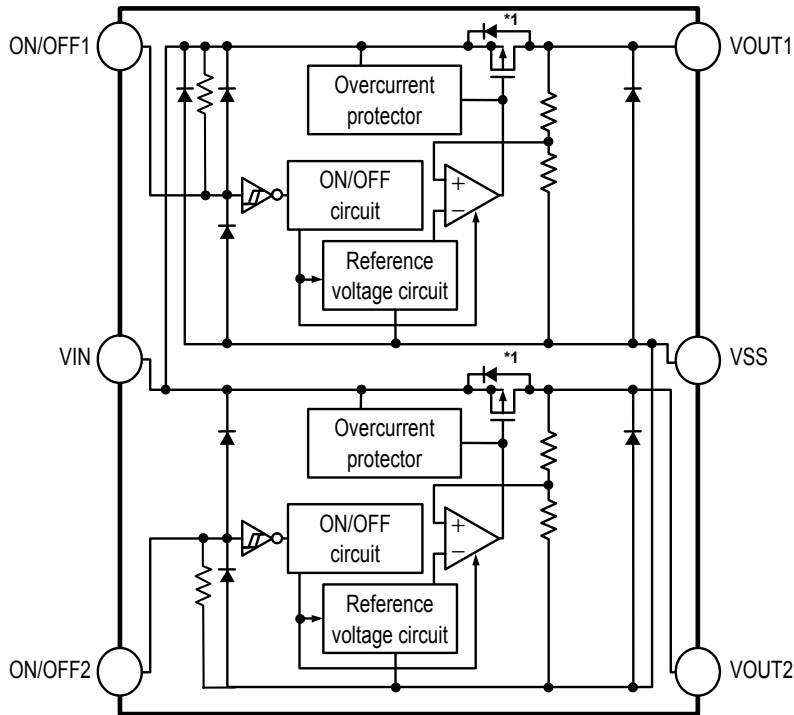 ON/OFF1
*1
VOUT1
Overcurrent
protector
ON/OFF
circuit
+
−
Reference
voltage circuit
VIN
VSS
*1
Overcurrent
protector
ON/OFF
circuit
+
−
Reference
voltage circuit
ON/OFF2
VOUT2